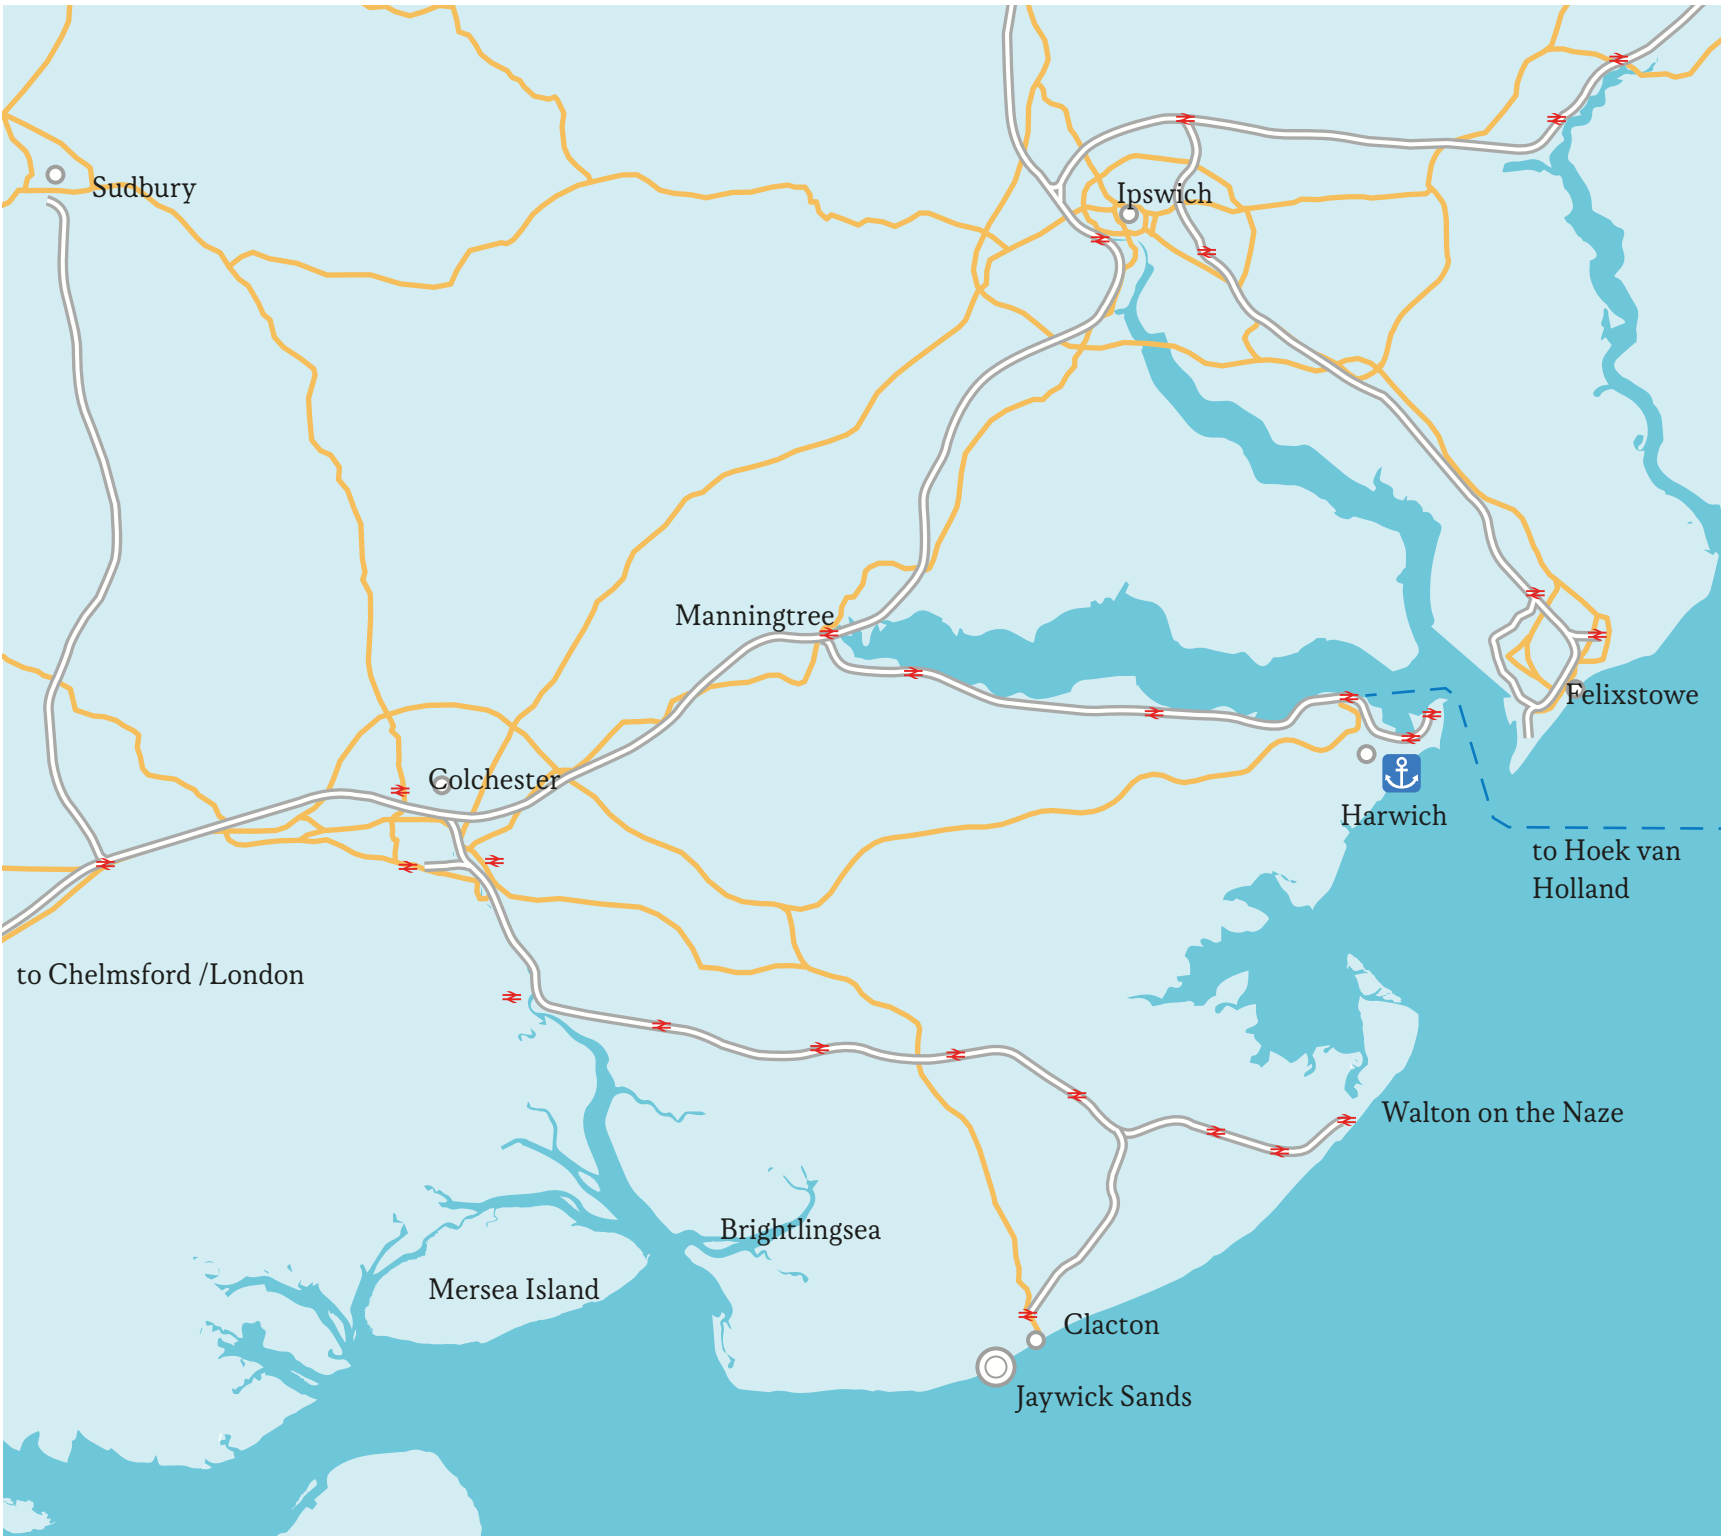 Sudbury
Ipswich
Manningtree
Felixstowe
Colchester
Harwich
to Hoek van
Holland
to Chelmsford /London
Walton on the Naze
Brightlingsea
Mersea Island
Clacton
Jaywick Sands